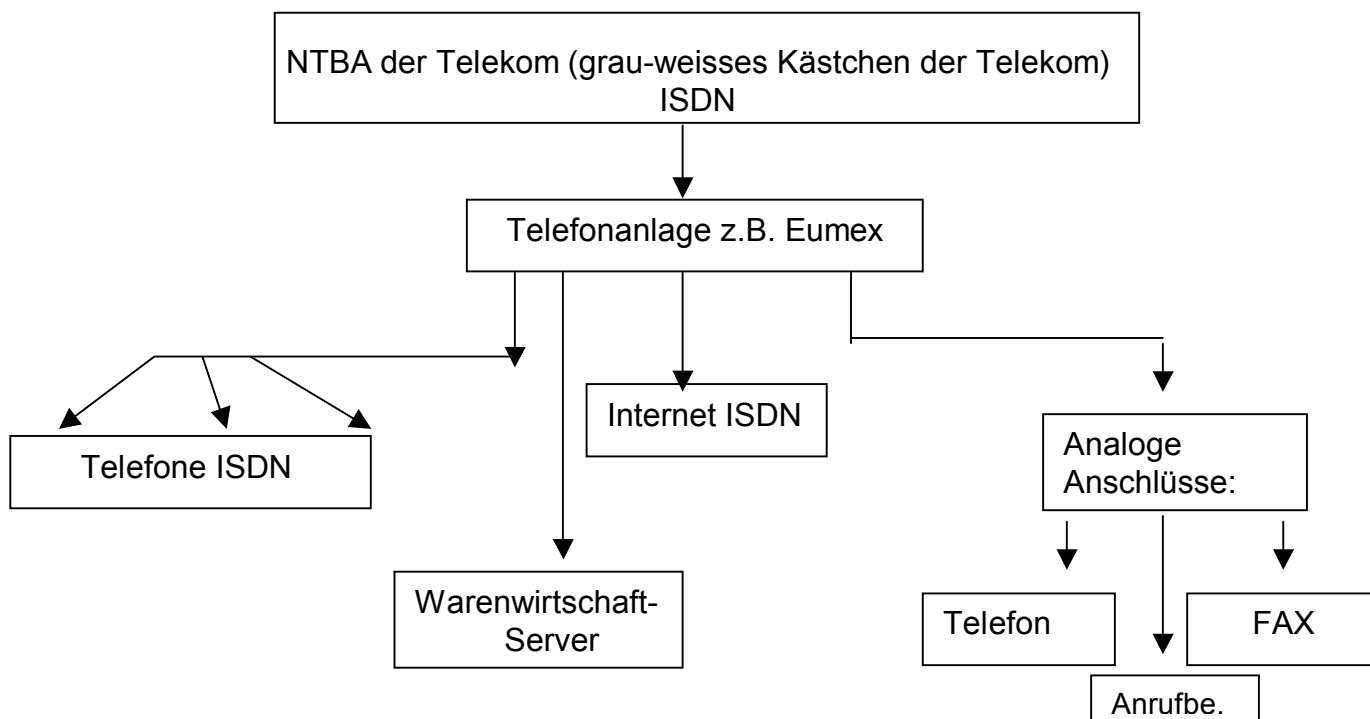 NTBA der Telekom (grau-weisses Kästchen der Telekom)
ISDN
Telefonanlage z.B. Eumex
Internet ISDN
Telefone ISDN
Analoge
Anschlüsse:
Warenwirtschaft-
Server
Telefon
FAX
Anrufbe.